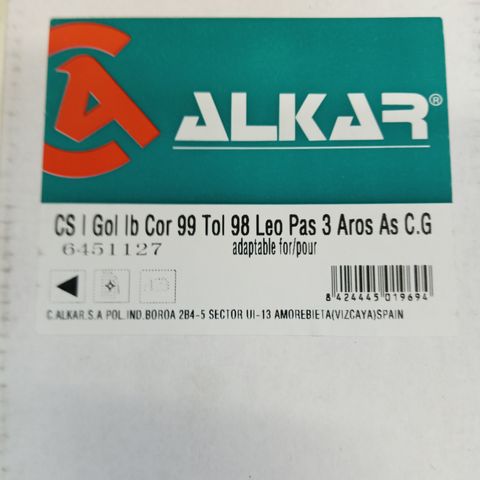 ALKAR®
CS I Gol Ib Cor 99 Tol 98 Leo Pas 3 Aros As C.G
6451127
adaptable for/pour
8 424445 019694
C.ALKAR.S.A POL.IND.BOROA 2B4-5 SECTOR UI-13 AMOREBIETA(VIZCAYA)SPAIN